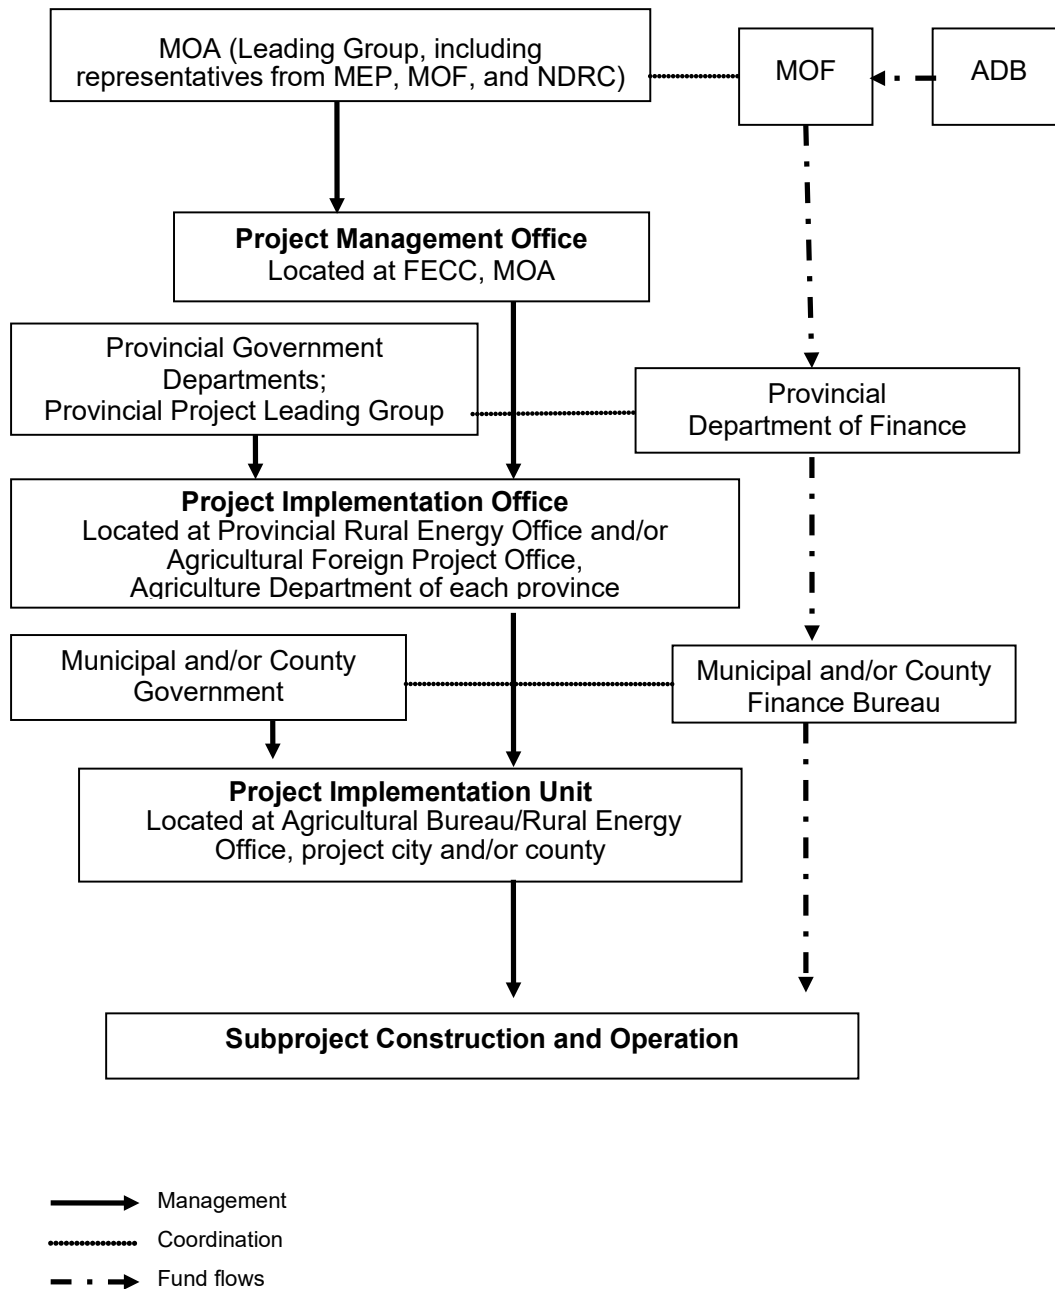 MOA (Leading Group, including
representatives from MEP, MOF, and NDRC)
MOF
ADB
Project Management Office
Located at FECC, MOA
Provincial Government
Departments;
Provincial Project Leading Group
Provincial
Department of Finance
Project Implementation Office
Located at Provincial Rural Energy Office and/or
Agricultural Foreign Project Office,
Agriculture Department of each province
Municipal and/or County
Government
Municipal and/or County
Finance Bureau
Project Implementation Unit
Located at Agricultural Bureau/Rural Energy
Office, project city and/or county
Subproject Construction and Operation
Management
Coordination
Fund flows